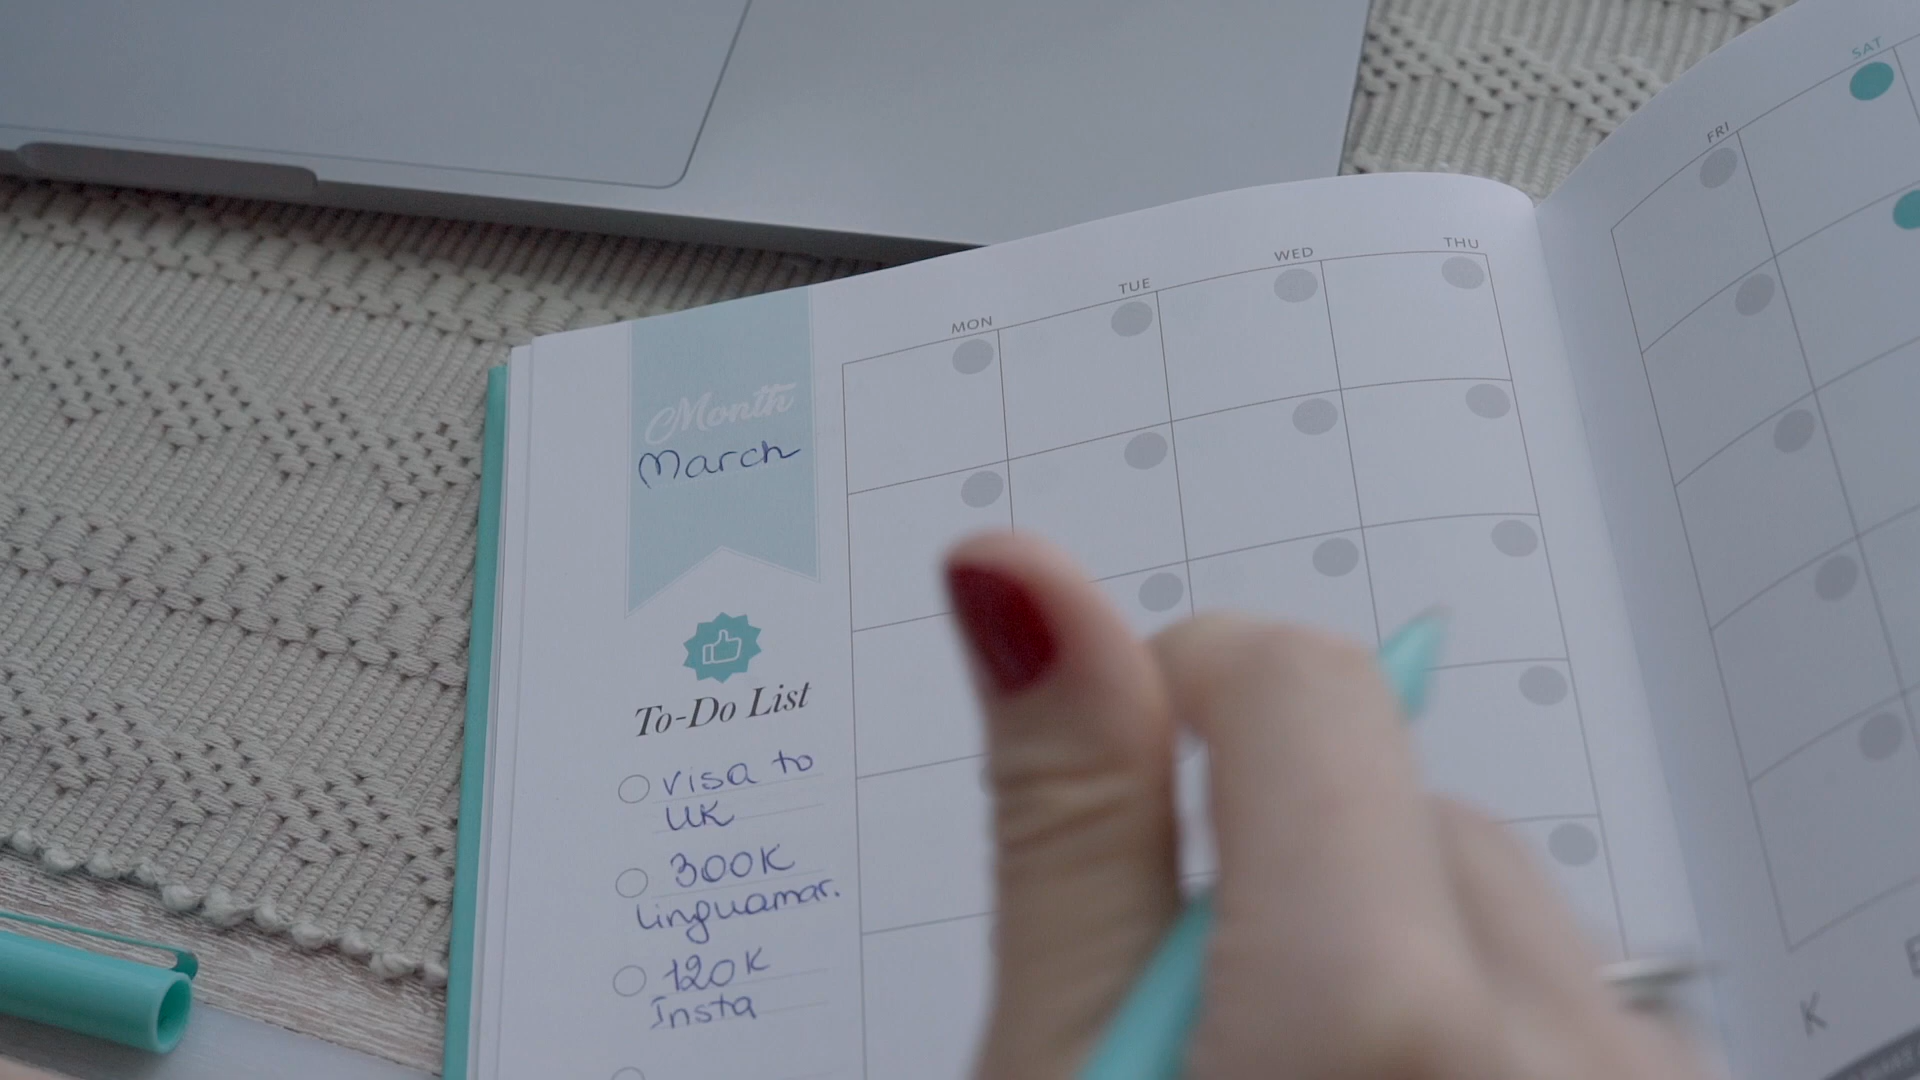 SAT
FRI
THU
WED
TUE
MON
Month
March
To-Do List
visa to
UK
300K
linguamar.
120K
Insta
K